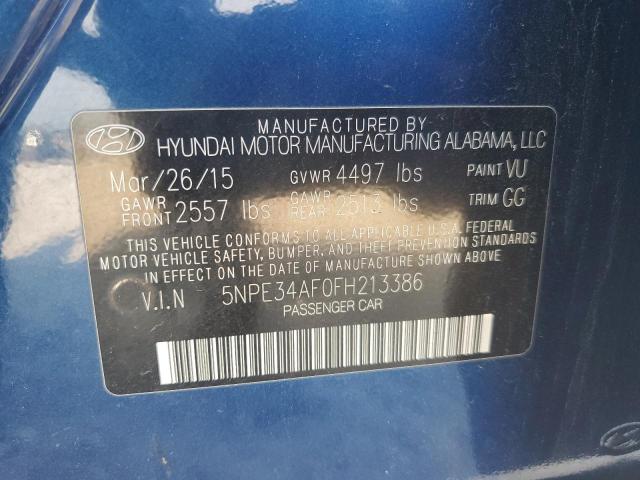 MANUFACTURED BY
HYUNDAI MOTOR MANUFACTURING ALABAMA, LLC
Mar/26/15 GVWR 4497 lbs PAINT VU
GAWR FRONT 2557 lbs GAWR REAR 2513 lbs TRIM GG
THIS VEHICLE CONFORMS TO ALL APPLICABLE U.S.A. FEDERAL
MOTOR VEHICLE SAFETY, BUMPER, AND THEFT PREVENTION STANDARDS
IN EFFECT ON THE DATE OF MANUFACTURE SHOWN ABOVE.
V.I.N 5NPE34AF0FH213386
PASSENGER CAR